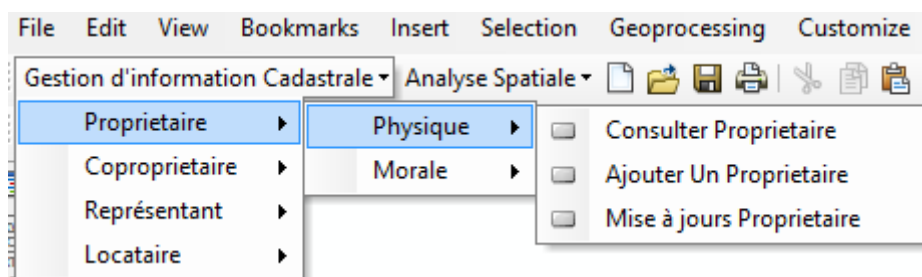 File Edit View Bookmarks Insert Selection Geoprocessing Customize
Gestion d'information Cadastrale Analyse Spatiale
Proprietaire Physique Consulter Proprietaire
Coproprietaire Morale Ajouter Un Proprietaire
Représentant Mise à jours Proprietaire
Locataire